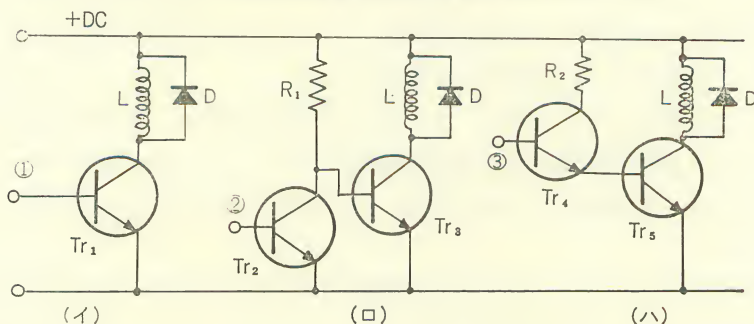 +DC
L
D
R₁
L
D
R₂
L
D
①
②
③
Tr₁
Tr₂
Tr₃
Tr₄
Tr₅
(イ)
(ロ)
(ハ)